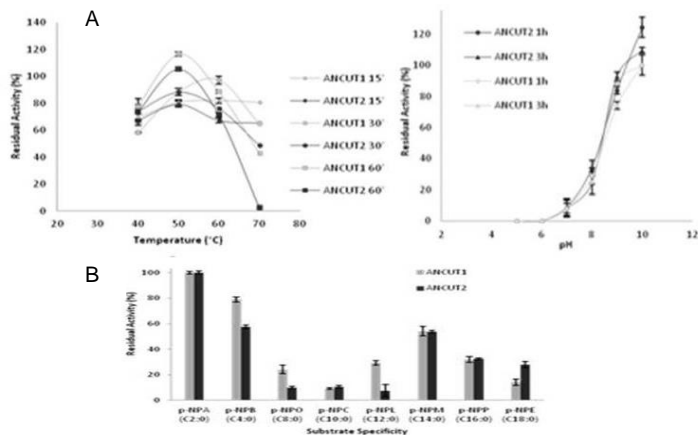 A
Residual Activity (%)
140
120
100
80
60
40
20
0
20
30
40
50
60
70
80
Temperature (°C)
ANCUT1 15´
ANCUT2 15´
ANCUT1 30´
ANCUT2 30´
ANCUT1 60´
ANCUT2 60´
Residual Activity (%)
120
100
80
60
40
20
0
2
4
6
8
10
12
pH
ANCUT2 1h
ANCUT2 3h
ANCUT1 1h
ANCUT1 3h
B
Residual Activity (%)
100
80
60
40
20
0
ANCUT1
ANCUT2
p-NPA p-NPB p-NPO p-NPC p-NPL p-NPM p-NPP p-NPE
(C2:0) (C4:0) (C8:0) (C10:0) (C12:0) (C14:0) (C16:0) (C18:0)
Substrate Specificity